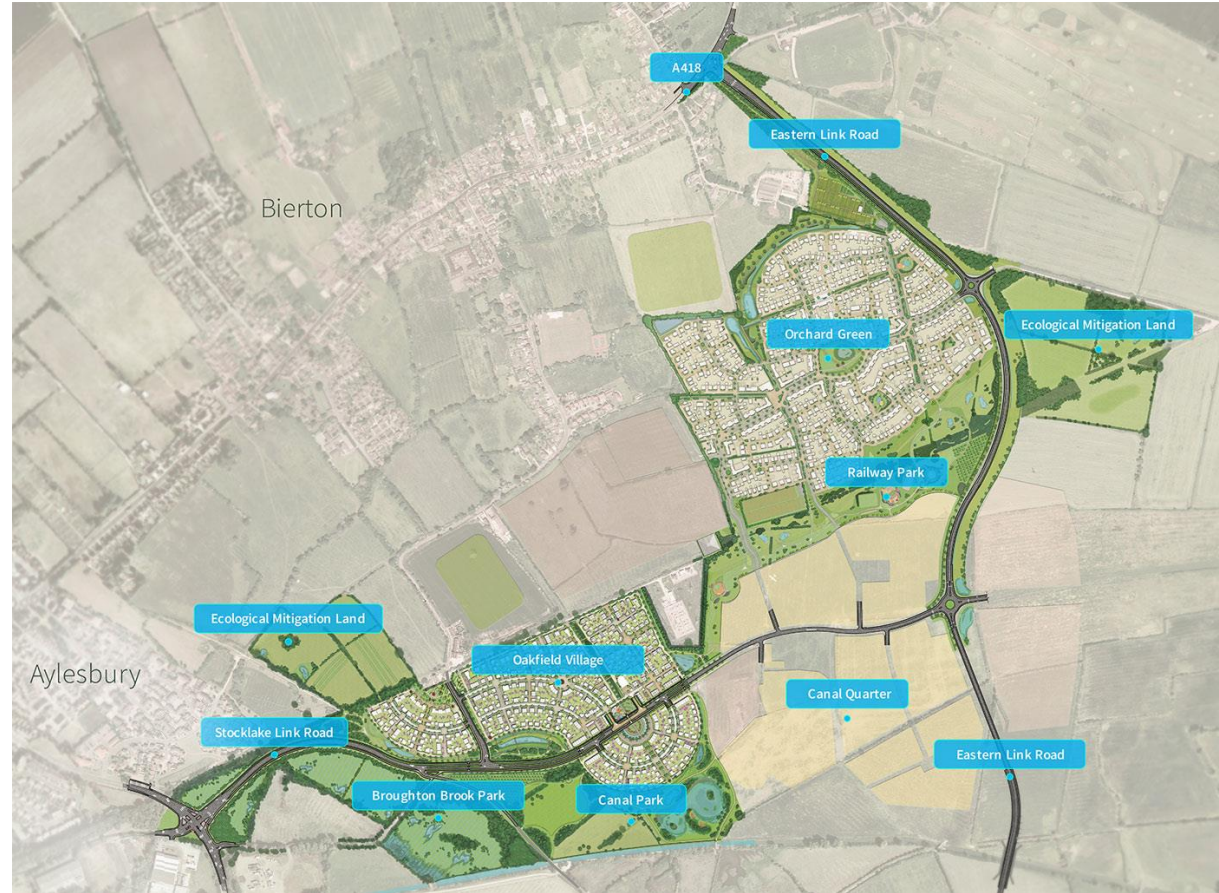 A418
Eastern Link Road
Bierton
Ecological Mitigation Land
Orchard Green
Railway Park
Ecological Mitigation Land
Oakfield Village
Aylesbury
Canal Quarter
Stocklake Link Road
Eastern Link Road
Broughton Brook Park
Canal Park